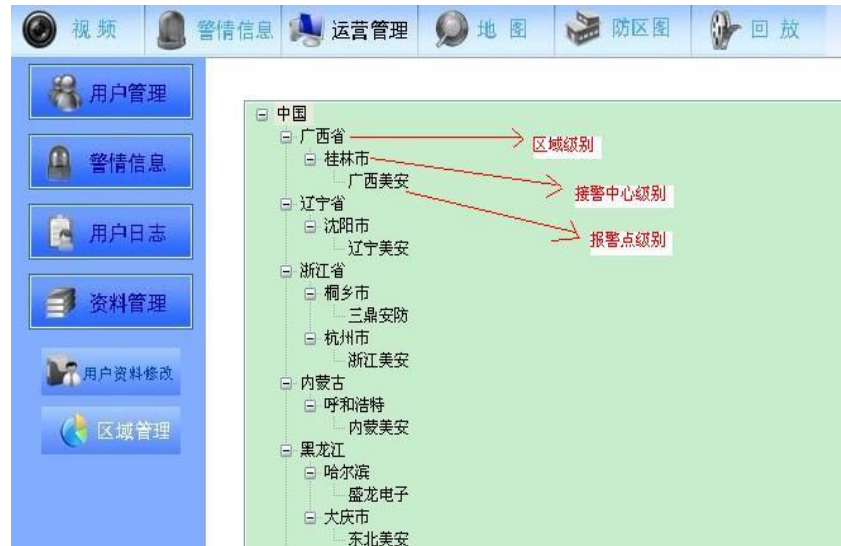 视频 警情信息 运营管理 地图 防区图 回放
用户管理
警情信息
用户日志
资料管理
用户资料修改
区域管理
中国
广西省 区域级别
桂林市 接警中心级别
广西美安 报警点级别
辽宁省
沈阳市
辽宁美安
浙江省
桐乡市
三鼎安防
杭州市
浙江美安
内蒙古
呼和浩特
内蒙美安
黑龙江
哈尔滨
盛龙电子
大庆市
东北美安